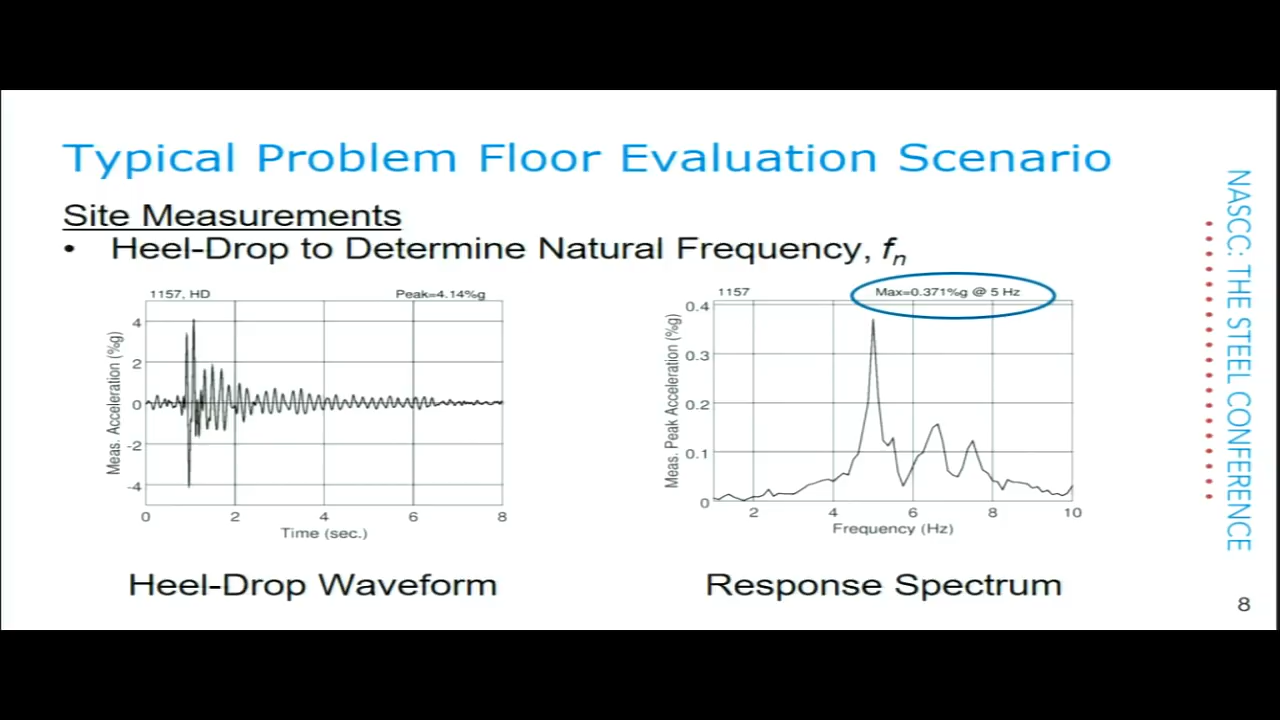 Typical Problem Floor Evaluation Scenario
Site Measurements
• Heel-Drop to Determine Natural Frequency, fn
1157, HD
Peak=4.14%g
Meas. Acceleration (%g)
4
2
0
-2
-4
0 2 4 6 8
Time (sec.)
Heel-Drop Waveform
1157
Max=0.371%g @ 5 Hz
Meas. Peak Acceleration (%g)
0.4
0.3
0.2
0.1
0
2 4 6 8 10
Frequency (Hz)
Response Spectrum
NASCC: THE STEEL CONFERENCE
8